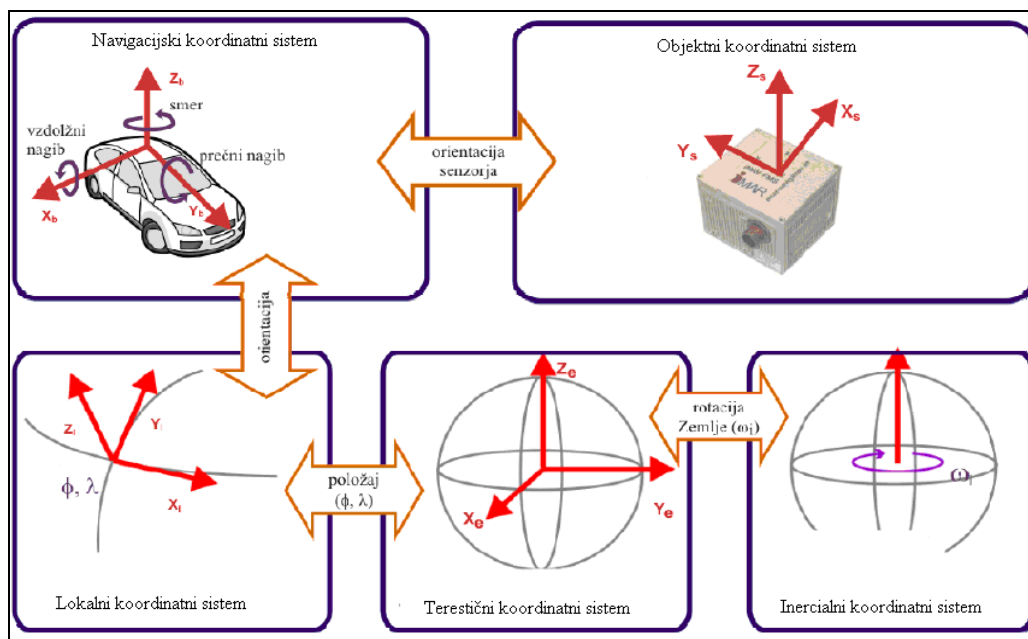 Navigacijski koordinatni sistem
Objektni koordinatni sistem
Z_b
smer
vzdolžni
nagib
prečni nagib
X_b
Y_b
orientacija
senzorja
Z_s
X_s
Y_s
iMAR
orientacija
Z_l
Y_l
X_l
ϕ, λ
Lokalni koordinatni sistem
položaj
(ϕ, λ)
Z_e
X_e
Y_e
Terestični koordinatni sistem
rotacija
Zemlje (ω_i)
ω_i
Inercialni koordinatni sistem